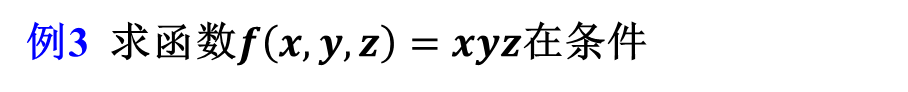 例3 求函数f(x, y, z) = xyz在条件